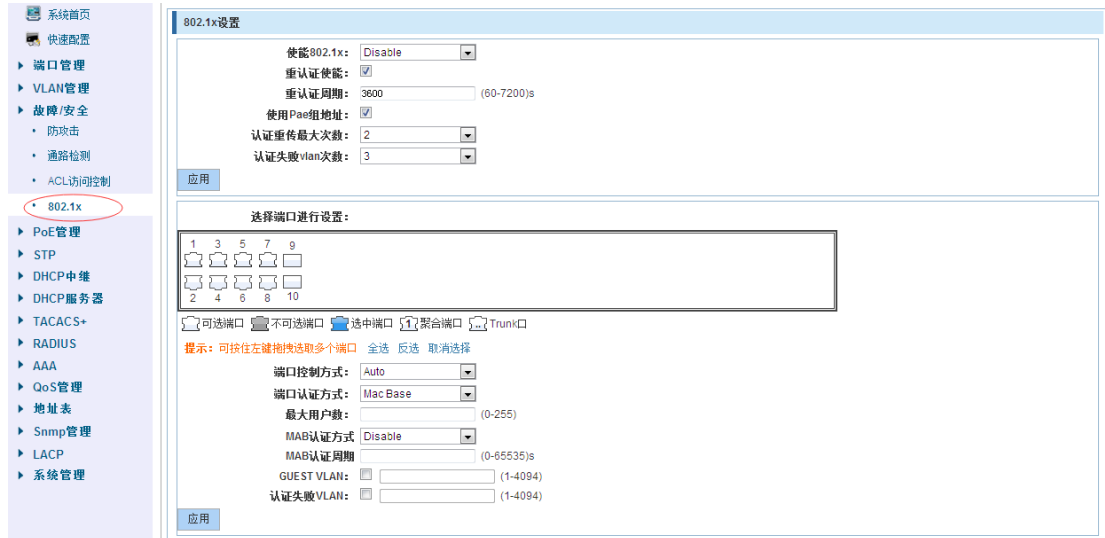 系统首页
快速配置
端口管理
VLAN管理
故障/安全
防攻击
通路检测
ACL访问控制
802.1x
PoE管理
STP
DHCP中继
DHCP服务器
TACACS+
RADIUS
AAA
QoS管理
地址表
Snmp管理
LACP
系统管理
802.1x设置
使能802.1x: Disable
重认证使能:
重认证周期: 3600 (60-7200)s
使用Pae组地址:
认证重传最大次数: 2
认证失败vlan次数: 3
应用
选择端口进行设置:
1 3 5 7 9
2 4 6 8 10
可选端口 不可选端口 选中端口 1 聚合端口 .. Trunk口
提示: 可按住左键拖拽选取多个端口 全选 反选 取消选择
端口控制方式: Auto
端口认证方式: Mac Base
最大用户数: (0-255)
MAB认证方式 Disable
MAB认证周期 (0-65535)s
GUEST VLAN: (1-4094)
认证失败VLAN: (1-4094)
应用